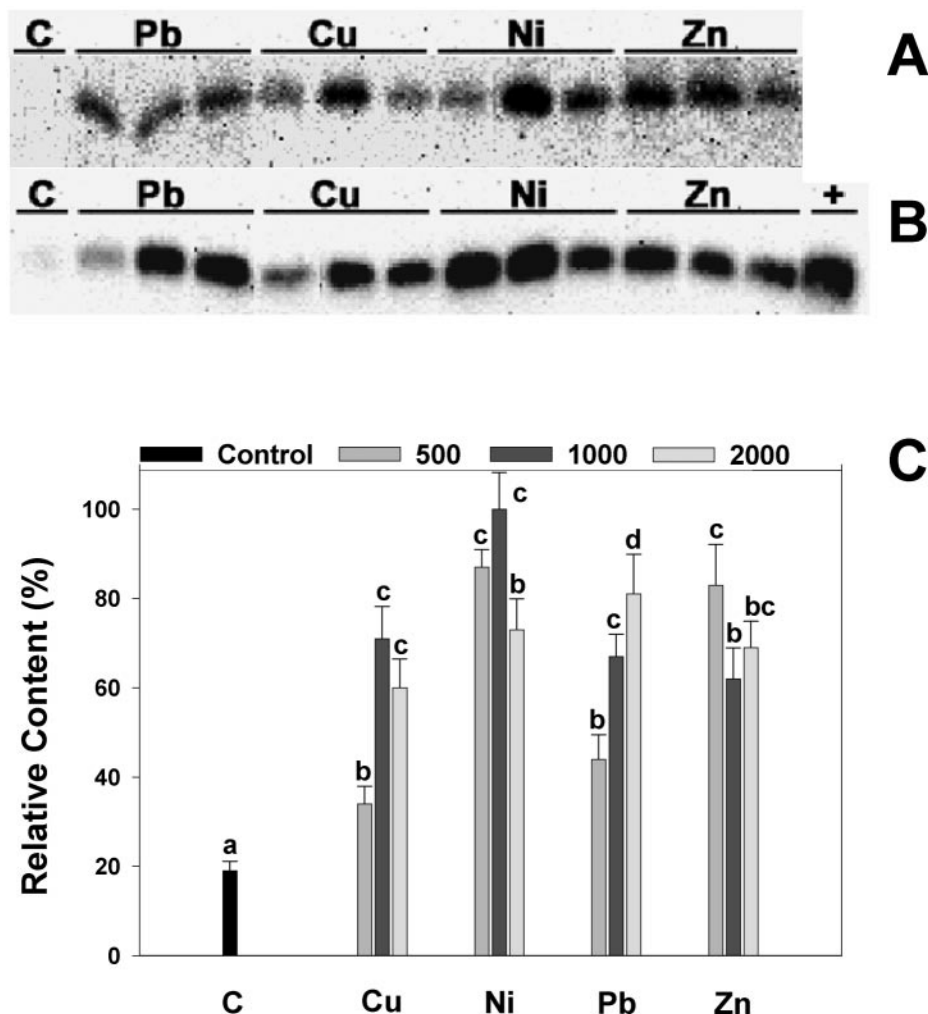 C Pb Cu Ni Zn
A
C Pb Cu Ni Zn +
B
C
Control 500 1000 2000
Relative Content (%)
100
80
60
40
20
0
a
b c c
c c b
b c d
c b bc
C Cu Ni Pb Zn